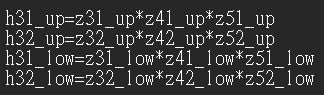 h31_up=z31_up*z41_up*z51_up
h32_up=z32_up*z42_up*z52_up
h31_low=z31_low*z41_low*z51_low
h32_low=z32_low*z42_low*z52_low